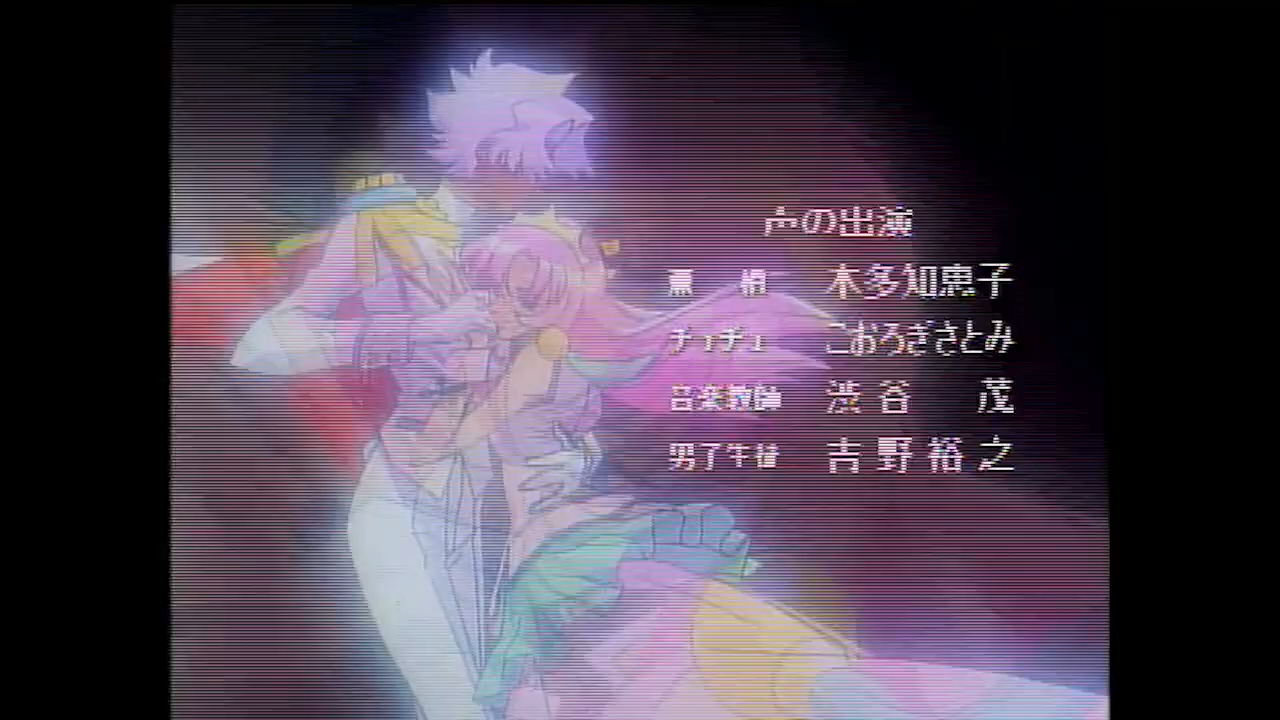 声の出演
薫 梢 本多知恵子
チュチュ こおろぎさとみ
音楽教師 渋谷 茂
男子生徒 吉野裕之